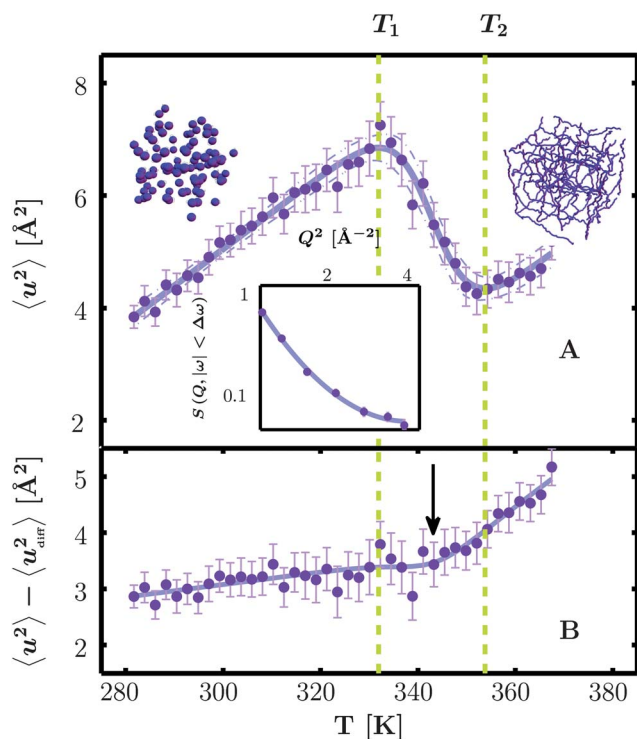 T₁ T₂
8
6
4
2
⟨u²⟩ [Å²]
Q² [Å⁻²]
2 4
1
0.1
S (Q, |ω| < Δω)
A
5
4
3
2
⟨u²⟩ − ⟨u²diff⟩ [Å²]
B
280 300 320 340 360 380
T [K]